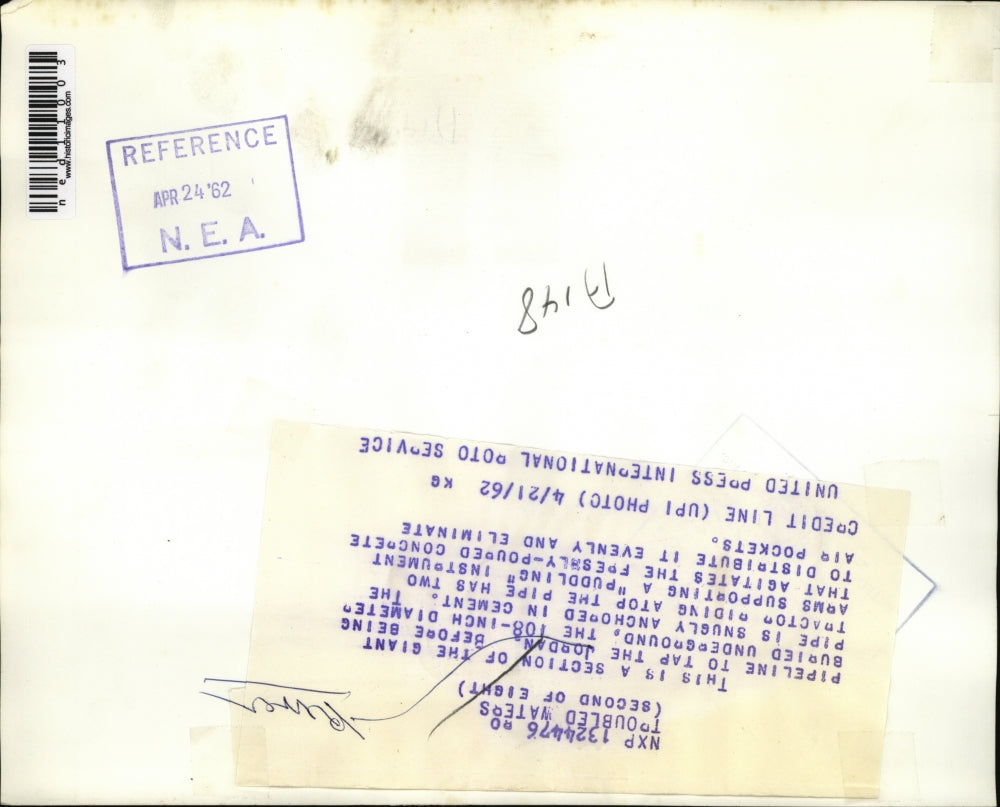 ned11103
www.historicimages.com
REFERENCE
APR 24 '62
N. E. A.
NXP 1324476 RO
TROUBLED WATERS
(SECOND OF EIGHT)
THIS IS A SECTION OF THE GIANT
PIPELINE TO TAP THE JORDAN, BEFORE BEING
BURIED UNDERGROUND. THE 108-INCH DIAMETER
PIPE IS SNUGLY ANCHORED IN CEMENT. THE
TRACTOR RIDING ATOP THE PIPE HAS TWO
ARMS SUPPORTING A "PUDDLING" INSTRUMENT
THAT AGITATES THE FRESHLY-POURED CONCRETE
TO DISTRIBUTE IT EVENLY AND ELIMINATE
AIR POCKETS.
CREDIT LINE (UPI PHOTO) 4/21/62 KG
UNITED PRESS INTERNATIONAL ROTO SERVICE